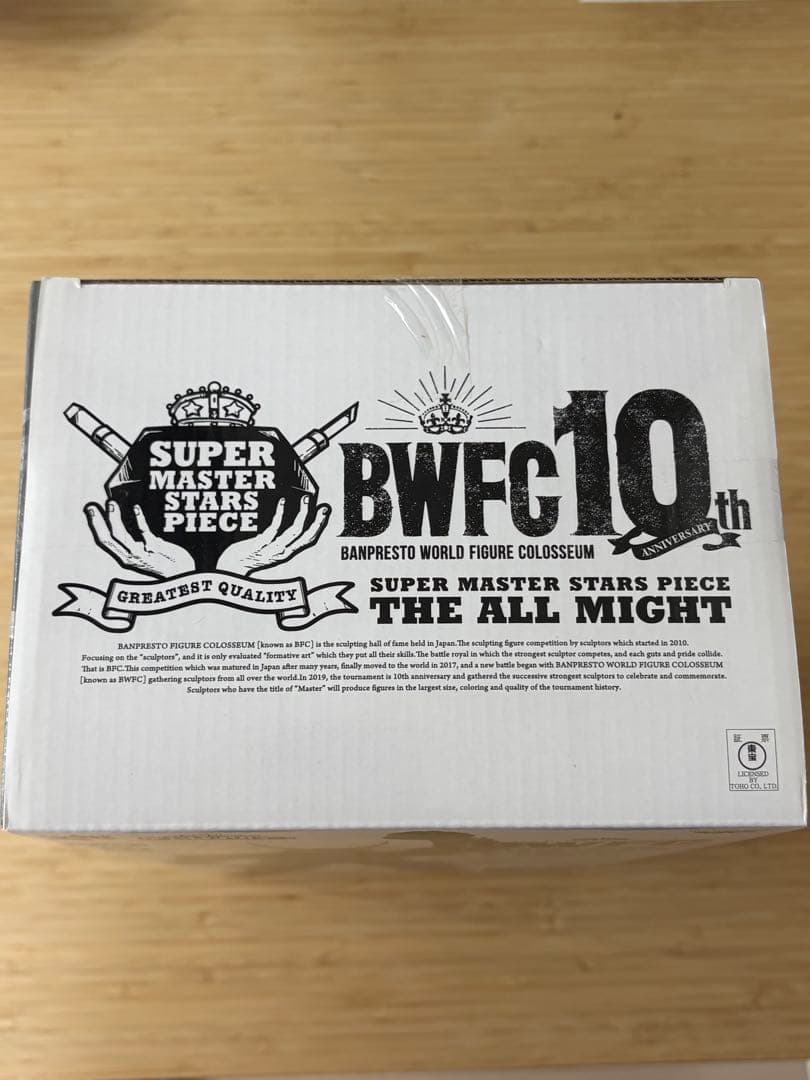 SUPER
MASTER
STARS
PIECE
GREATEST QUALITY
BWFC10th
ANNIVERSARY
BANPRESTO WORLD FIGURE COLOSSEUM
SUPER MASTER STARS PIECE
THE ALL MIGHT
BANPRESTO FIGURE COLOSSEUM [known as BFC] is the sculpting hall of fame held in Japan.The sculpting figure competition by sculptors which started in 2010.
Focusing on the "sculptors", and it is only evaluated "formative art" which they put all their skills.The battle royal in which the strongest sculptor competes, and each guts and pride collide.
That is BFC.This competition which was matured in Japan after many years, finally moved to the world in 2017, and a new battle began with BANPRESTO WORLD FIGURE COLOSSEUM
[known as BWFC] gathering sculptors from all over the world.In 2019, the tournament is 10th anniversary and gathered the successive strongest sculptors to celebrate and commemorate.
Sculptors who have the title of "Master" will produce figures in the largest size, coloring and quality of the tournament history.
証 票
東宝
LICENSED
BY
TOHO CO., LTD.